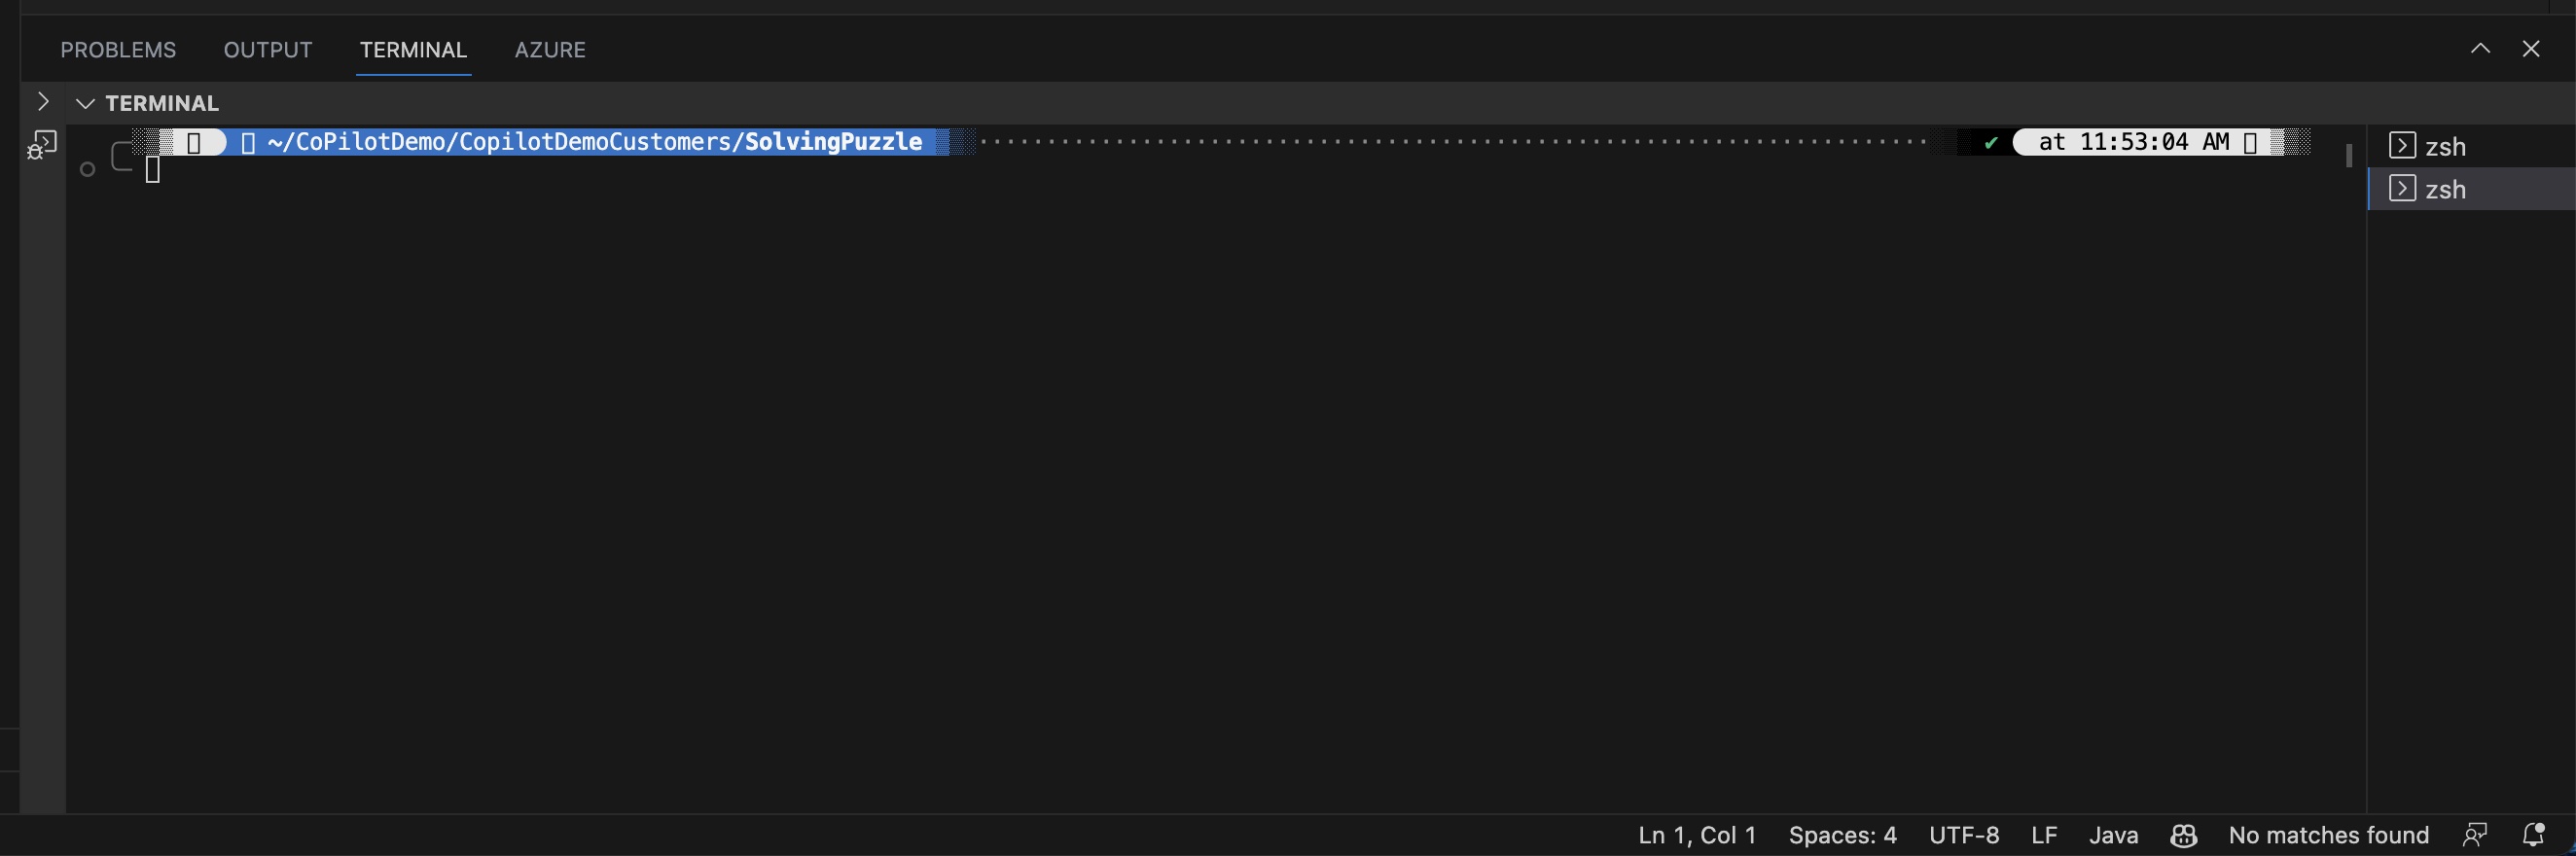 PROBLEMS OUTPUT TERMINAL AZURE
TERMINAL
~/CoPilotDemo/CopilotDemoCustomers/SolvingPuzzle ✔ at 11:53:04 AM
zsh
zsh
Ln 1, Col 1 Spaces: 4 UTF-8 LF Java No matches found